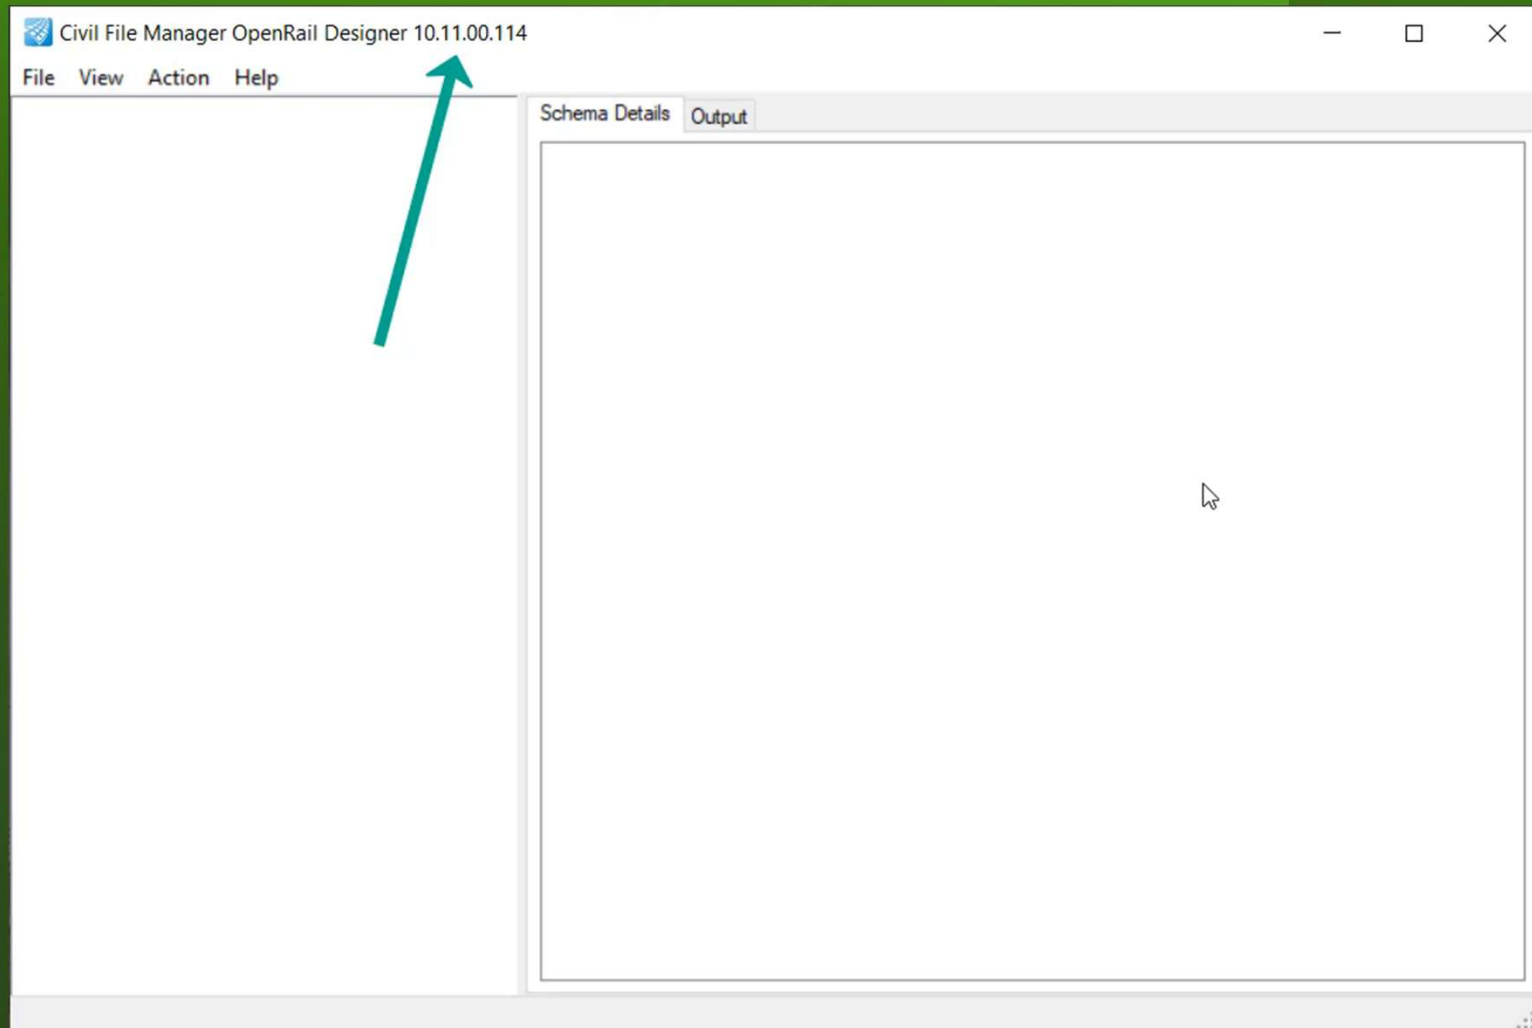 Civil File Manager OpenRail Designer 10.11.00.114
File View Action Help
Schema Details Output